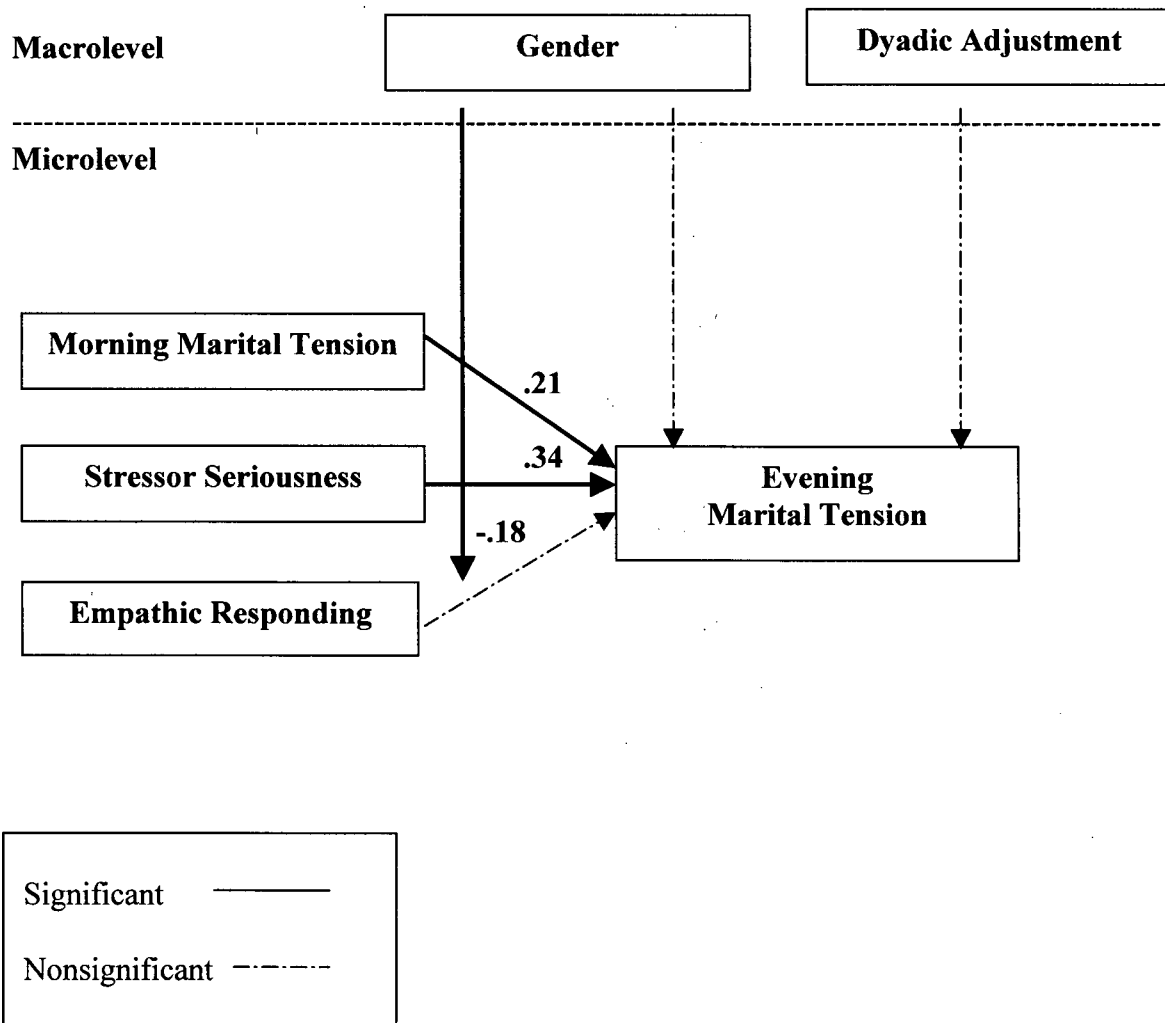 Macrolevel
Gender
Dyadic Adjustment
Microlevel
Morning Marital Tension
.21
Stressor Seriousness
.34
Evening
Marital Tension
-.18
Empathic Responding
Significant
Nonsignificant